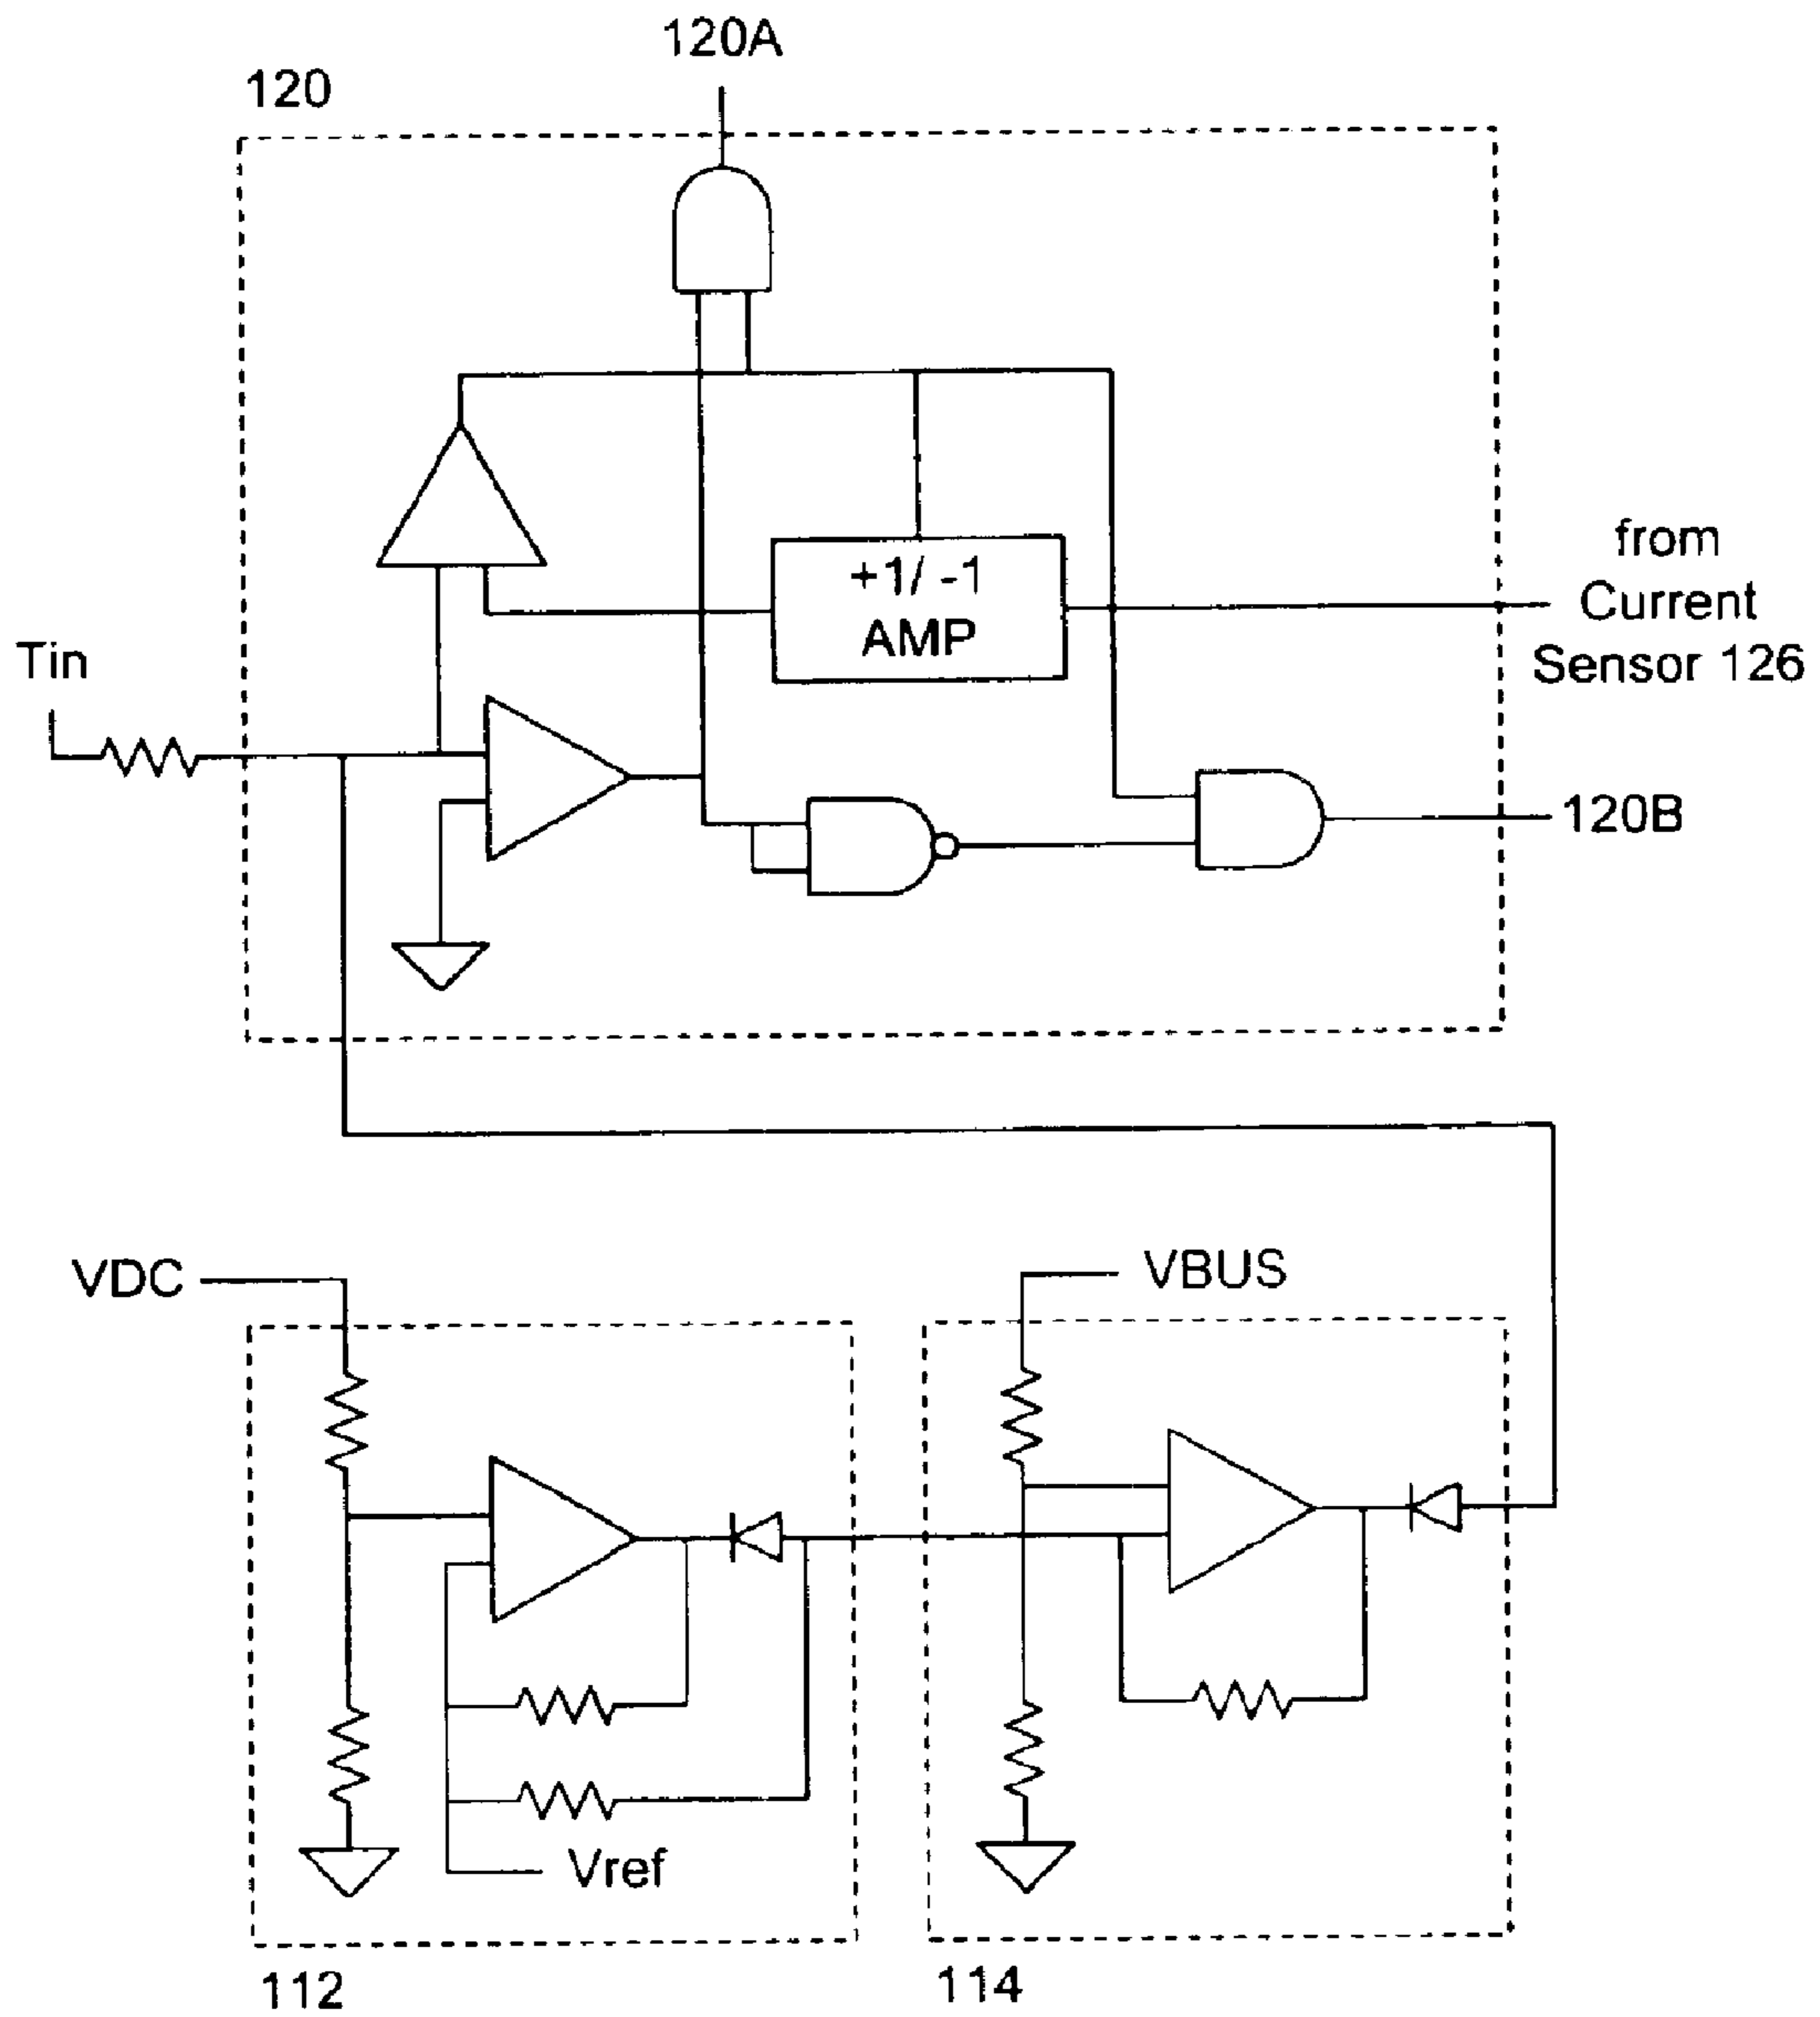 120A
120
+1/ -1
AMP
from
Current
Sensor 126
Tin
120B
VDC
VBUS
Vref
112
114